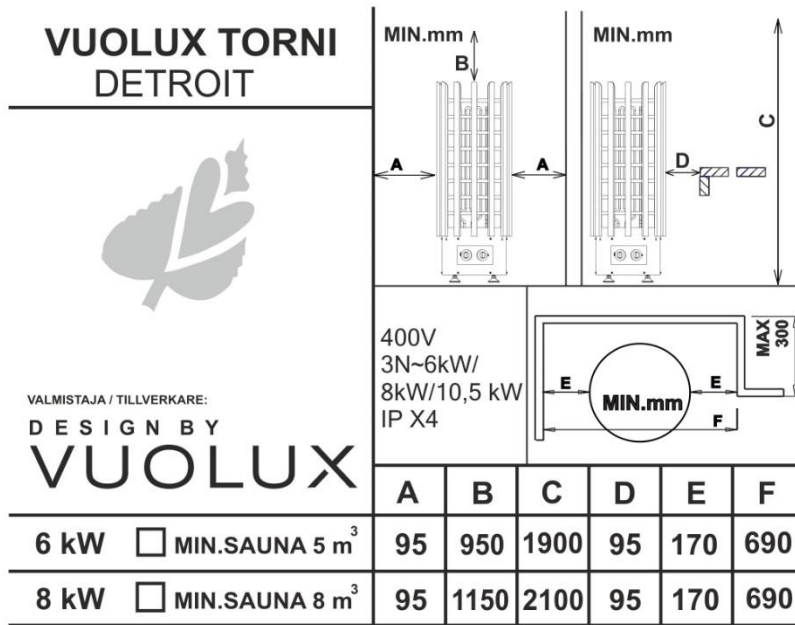 VUOLUX TORNI
DETROIT
MIN.mm
B
A
A
MIN.mm
C
D
400V
3N~6kW/
8kW/10,5 kW
IP X4
MAX
300
E
E
MIN.mm
F
VALMISTAJA / TILLVERKARE:
DESIGN BY
VUOLUX
A B C D E F
6 kW MIN.SAUNA 5 m³ 95 950 1900 95 170 690
8 kW MIN.SAUNA 8 m³ 95 1150 2100 95 170 690